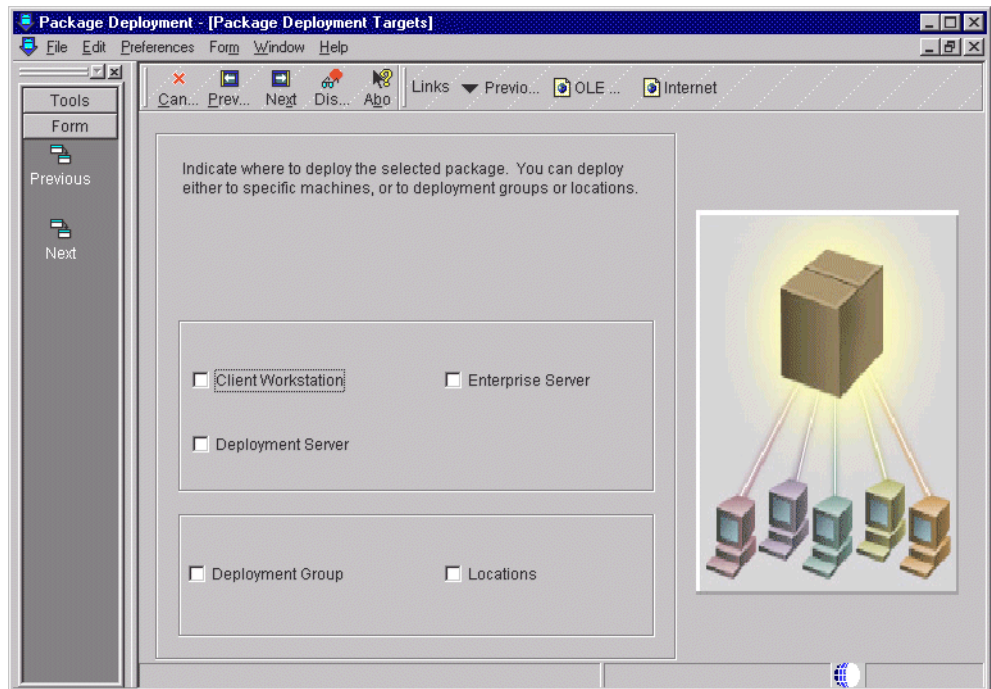 Package Deployment - [Package Deployment Targets]
File Edit Preferences Form Window Help
Tools
Form
Previous
Next
Can... Prev... Next Dis... Abo Links Previo... OLE ... Internet
Indicate where to deploy the selected package. You can deploy
either to specific machines, or to deployment groups or locations.
Client Workstation Enterprise Server
Deployment Server
Deployment Group Locations